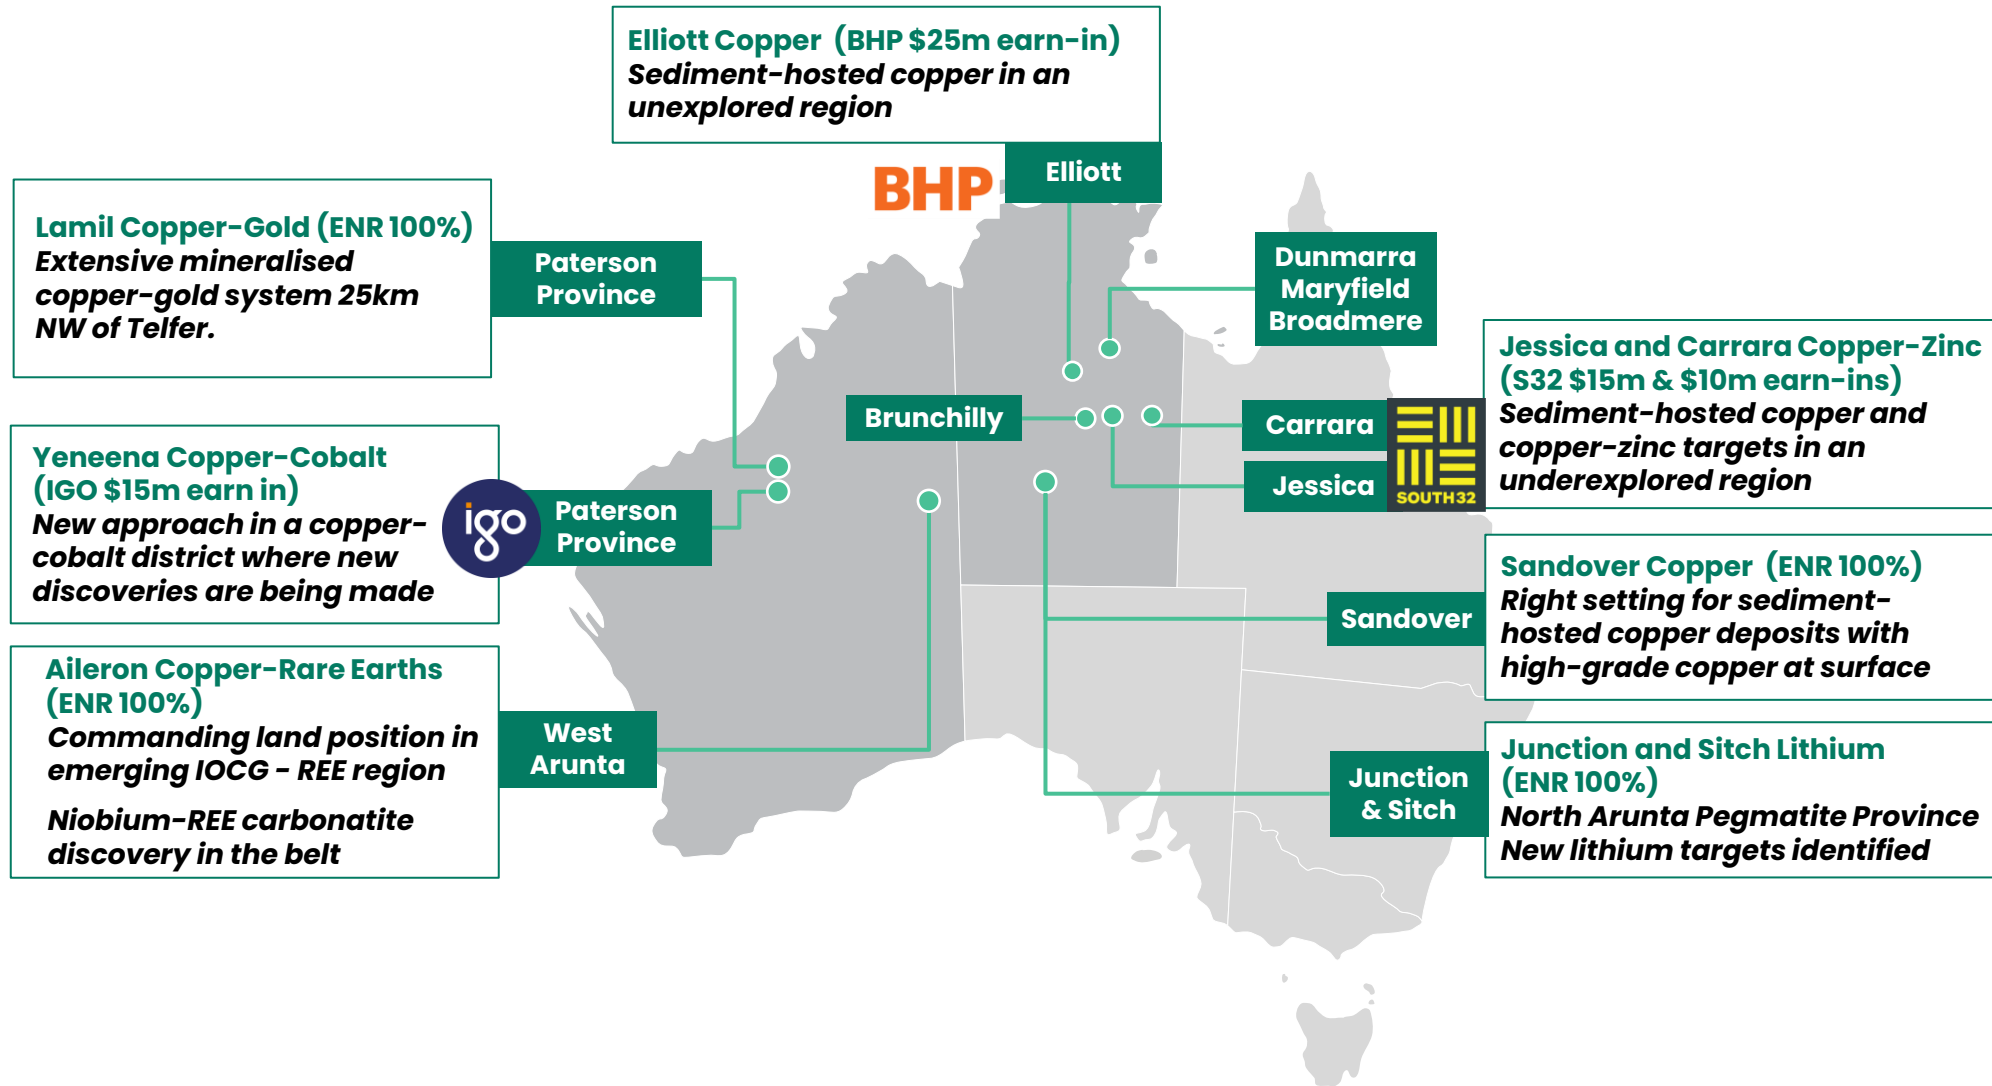 Elliott Copper (BHP $25m earn-in)
Sediment-hosted copper in an
unexplored region
BHP
Elliott
Lamil Copper-Gold (ENR 100%)
Extensive mineralised
copper-gold system 25km
NW of Telfer.
Paterson
Province
Dunmarra
Maryfield
Broadmere
Jessica and Carrara Copper-Zinc
(S32 $15m & $10m earn-ins)
Sediment-hosted copper and
copper-zinc targets in an
underexplored region
Brunchilly
Carrara
Jessica
SOUTH32
Yeneena Copper-Cobalt
(IGO $15m earn in)
New approach in a copper-
cobalt district where new
discoveries are being made
igo
Paterson
Province
Sandover
Sandover Copper (ENR 100%)
Right setting for sediment-
hosted copper deposits with
high-grade copper at surface
Aileron Copper-Rare Earths
(ENR 100%)
Commanding land position in
emerging IOCG - REE region
Niobium-REE carbonatite
discovery in the belt
West
Arunta
Junction
& Sitch
Junction and Sitch Lithium
(ENR 100%)
North Arunta Pegmatite Province
New lithium targets identified